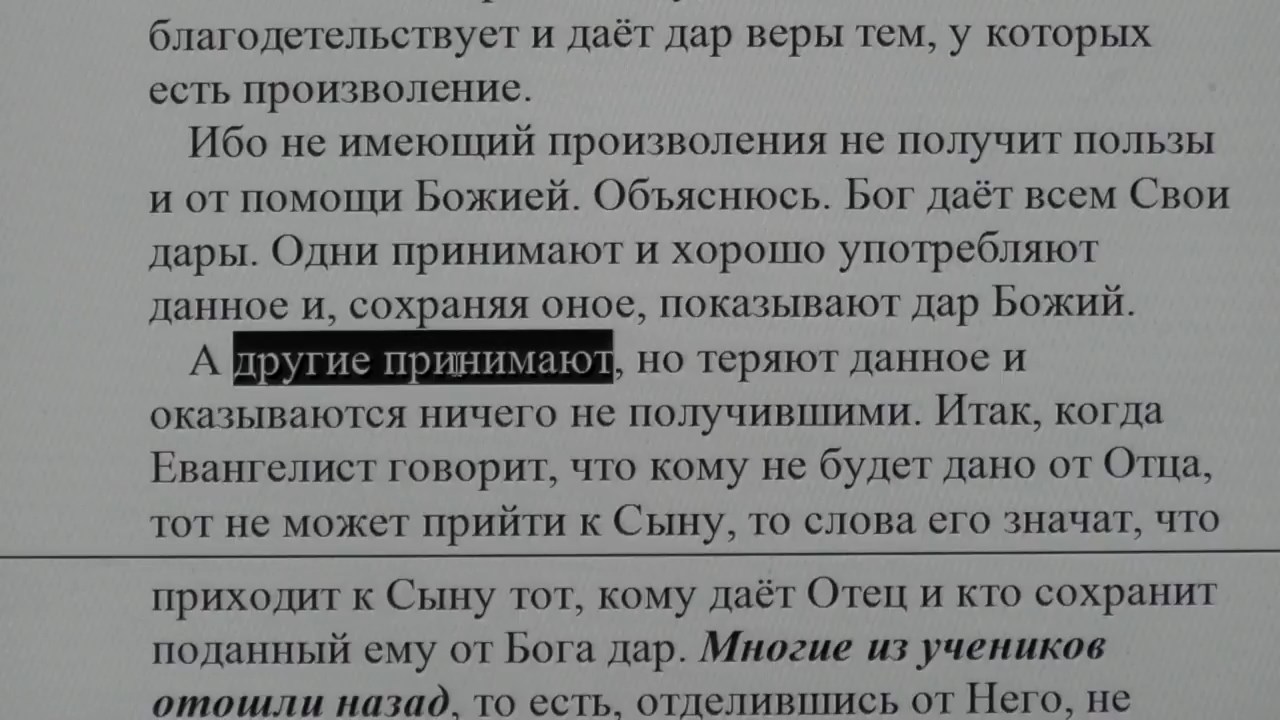 благодетельствует и даёт дар веры тем, у которых
есть произволение.
Ибо не имеющий произволения не получит пользы
и от помощи Божией. Объяснюсь. Бог даёт всем Свои
дары. Одни принимают и хорошо употребляют
данное и, сохраняя оное, показывают дар Божий.
А другие принимают, но теряют данное и
оказываются ничего не получившими. Итак, когда
Евангелист говорит, что кому не будет дано от Отца,
тот не может прийти к Сыну, то слова его значат, что
приходит к Сыну тот, кому даёт Отец и кто сохранит
поданный ему от Бога дар. Многие из учеников
отошли назад, то есть, отделившись от Него, не